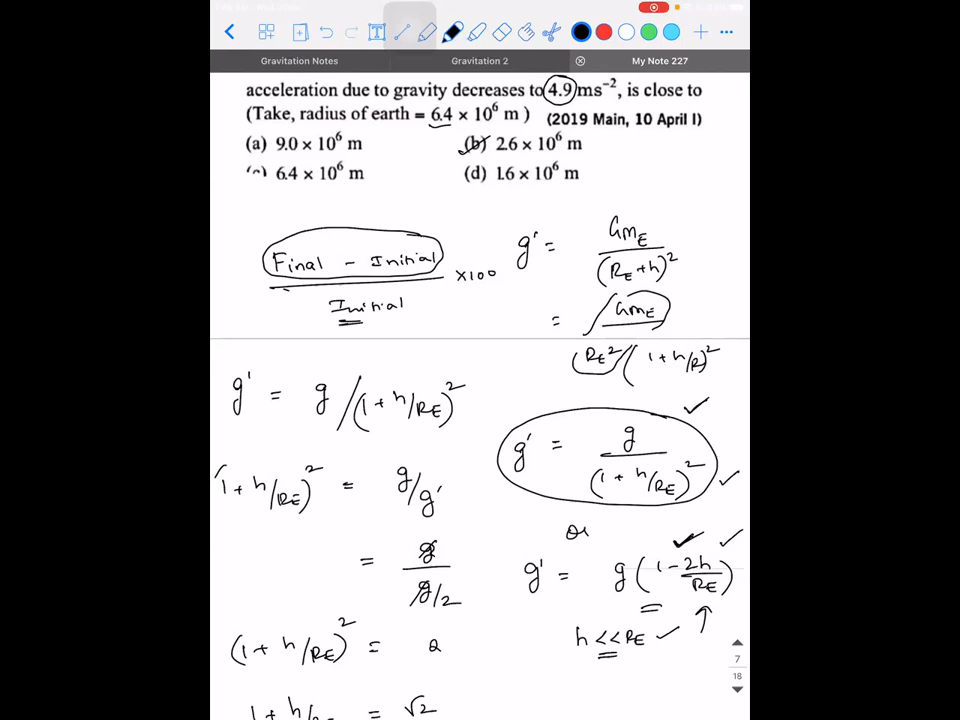 Gravitation Notes
Gravitation 2
My Note 227
acceleration due to gravity decreases to 4.9 ms⁻², is close to
(Take, radius of earth = 6.4 × 10⁶ m )
(2019 Main, 10 April I)
(a) 9.0 × 10⁶ m
(b) 2.6 × 10⁶ m
(c) 6.4 × 10⁶ m
(d) 1.6 × 10⁶ m
Final - Initial / Initial ×100
g' = GmE / (RE+h)²
= GmE / RE² (1+h/R)²
g' = g/(1+h/RE)²
g' = g / (1+h/RE)²
(1+h/RE)² = g/g'
= g / g/2
or
g' = g(1-2h/RE)
h<<RE
(1+h/RE)² = 2
1+h/RE = √2
7
18